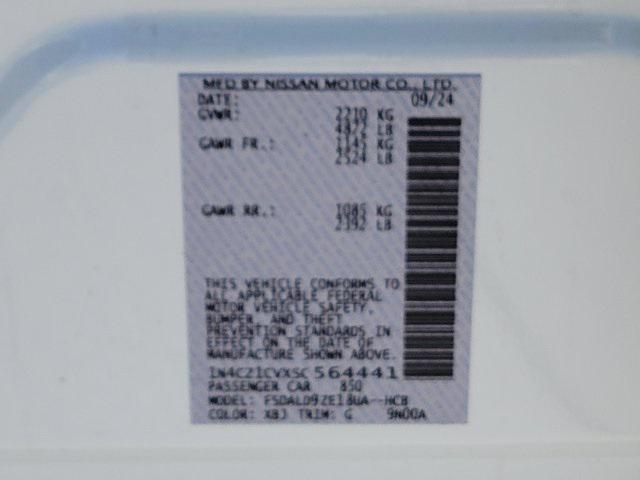 MFD BY NISSAN MOTOR CO., LTD.
DATE: 09/24
GVWR: 2210 KG
4872 LB
GAWR FR.: 1145 KG
2524 LB
GAWR RR.: 1085 KG
2392 LB
THIS VEHICLE CONFORMS TO
ALL APPLICABLE FEDERAL
MOTOR VEHICLE SAFETY,
BUMPER, AND THEFT
PREVENTION STANDARDS IN
EFFECT ON THE DATE OF
MANUFACTURE SHOWN ABOVE.
1N4CZ1CVXSC564441
PASSENGER CAR 850
MODEL: FSDALD9ZE1BUA--HCB
COLOR: XBJ TRIM: G 9N00A